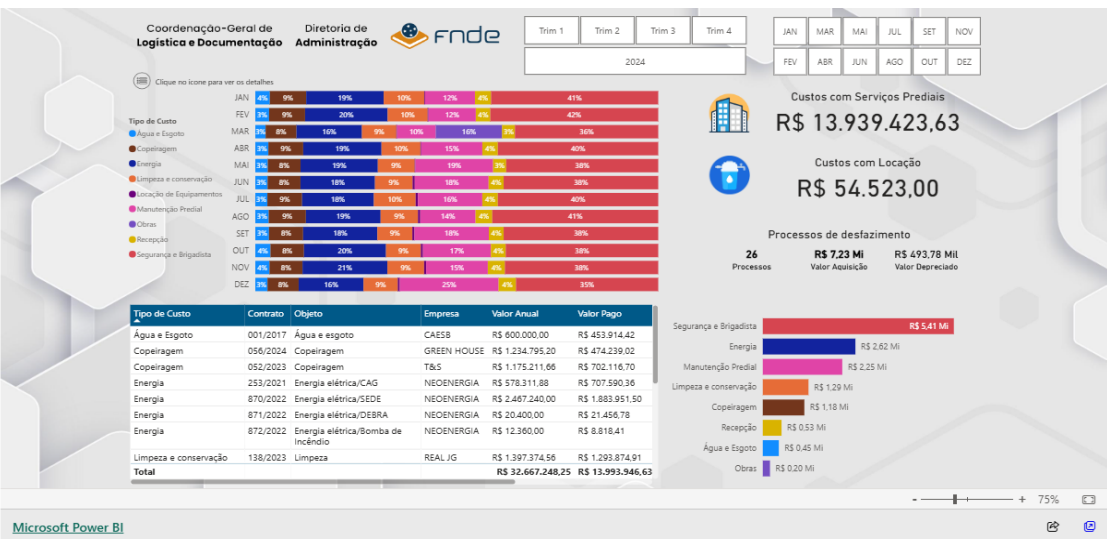 Coordenação-Geral de
Logística e Documentação
Diretoria de
Administração
fnde
Trim 1 Trim 2 Trim 3 Trim 4
2024
JAN MAR MAI JUL SET NOV
FEV ABR JUN AGO OUT DEZ
Clique no ícone para ver os detalhes
Tipo de Custo
Água e Esgoto
Copeiragem
Energia
Limpeza e conservação
Locação de Equipamentos
Manutenção Predial
Obras
Recepção
Segurança e Brigadista
JAN 4% 9% 19% 10% 12% 4% 41%
FEV 3% 9% 20% 10% 12% 4% 42%
MAR 3% 8% 16% 9% 10% 16% 3% 36%
ABR 3% 9% 19% 10% 15% 4% 40%
MAI 3% 8% 19% 9% 19% 3% 38%
JUN 3% 8% 18% 9% 18% 4% 38%
JUL 3% 9% 18% 10% 16% 4% 40%
AGO 3% 9% 19% 9% 14% 4% 41%
SET 3% 8% 18% 9% 18% 4% 38%
OUT 4% 8% 20% 9% 17% 4% 38%
NOV 4% 8% 21% 9% 15% 4% 38%
DEZ 3% 8% 16% 9% 25% 4% 35%
Custos com Serviços Prediais
R$ 13.939.423,63
Custos com Locação
R$ 54.523,00
Processos de desfazimento
26 R$ 7,23 Mi R$ 493,78 Mil
Processos Valor Aquisição Valor Depreciado
Tipo de Custo Contrato Objeto Empresa Valor Anual Valor Pago
Água e Esgoto 001/2017 Água e esgoto CAESB R$ 600.000,00 R$ 453.914,42
Copeiragem 056/2024 Copeiragem GREEN HOUSE R$ 1.234.795,20 R$ 474.239,02
Copeiragem 052/2023 Copeiragem T&S R$ 1.175.211,66 R$ 702.116,70
Energia 253/2021 Energia elétrica/CAG NEOENERGIA R$ 578.311,88 R$ 707.590,36
Energia 870/2022 Energia elétrica/SEDE NEOENERGIA R$ 2.467.240,00 R$ 1.883.951,50
Energia 871/2022 Energia elétrica/DEBRA NEOENERGIA R$ 20.400,00 R$ 21.456,78
Energia 872/2022 Energia elétrica/Bomba de NEOENERGIA R$ 12.360,00 R$ 8.818,41
Incêndio
Limpeza e conservação 138/2023 Limpeza REAL JG R$ 1.397.374,56 R$ 1.293.874,91
Total R$ 32.667.248,25 R$ 13.993.946,63
Segurança e Brigadista R$ 5,41 Mi
Energia R$ 2,62 Mi
Manutenção Predial R$ 2,25 Mi
Limpeza e conservação R$ 1,29 Mi
Copeiragem R$ 1,18 Mi
Recepção R$ 0,53 Mi
Água e Esgoto R$ 0,45 Mi
Obras R$ 0,20 Mi
- + 75%
Microsoft Power BI